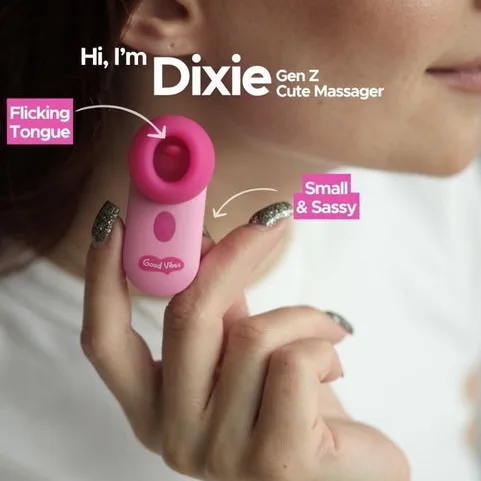 Hi, I'm
Dixie
Gen Z
Cute Massager
Flicking
Tongue
Small
& Sassy
Good Vibes